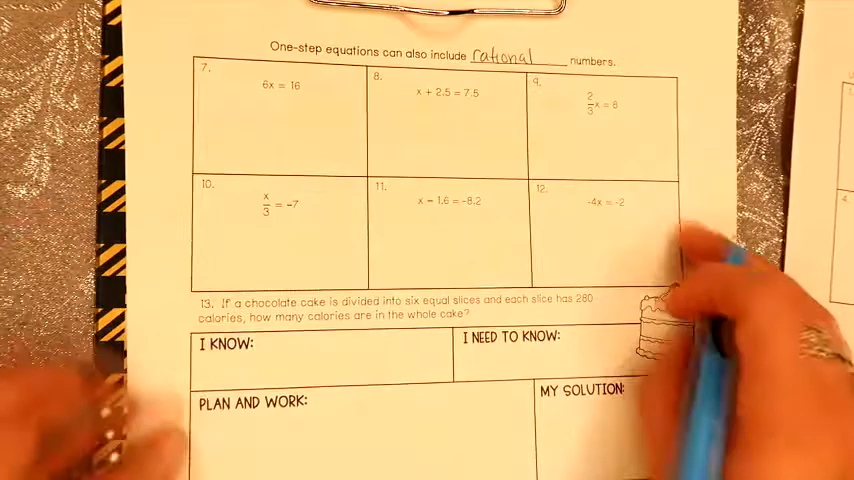 One-step equations can also include rational numbers.
7.
6x = 16
8.
x + 2.5 = 7.5
9.
2/3 x = 8
10.
x/3 = -7
11.
x - 1.6 = -8.2
12.
-4x = -2
13. If a chocolate cake is divided into six equal slices and each slice has 280
calories, how many calories are in the whole cake?
I KNOW:
I NEED TO KNOW:
PLAN AND WORK:
MY SOLUTION: